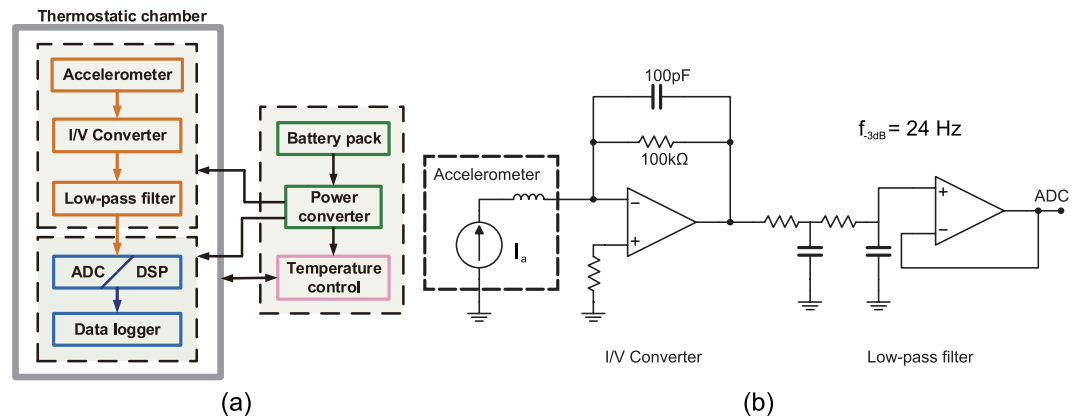 Thermostatic chamber
Accelerometer
I/V Converter
Low-pass filter
ADC
DSP
Data logger
Battery pack
Power
converter
Temperature
control
(a)
100pF
100kΩ
f-3dB = 24 Hz
Accelerometer
Ia
−
+
+
−
ADC
I/V Converter
Low-pass filter
(b)